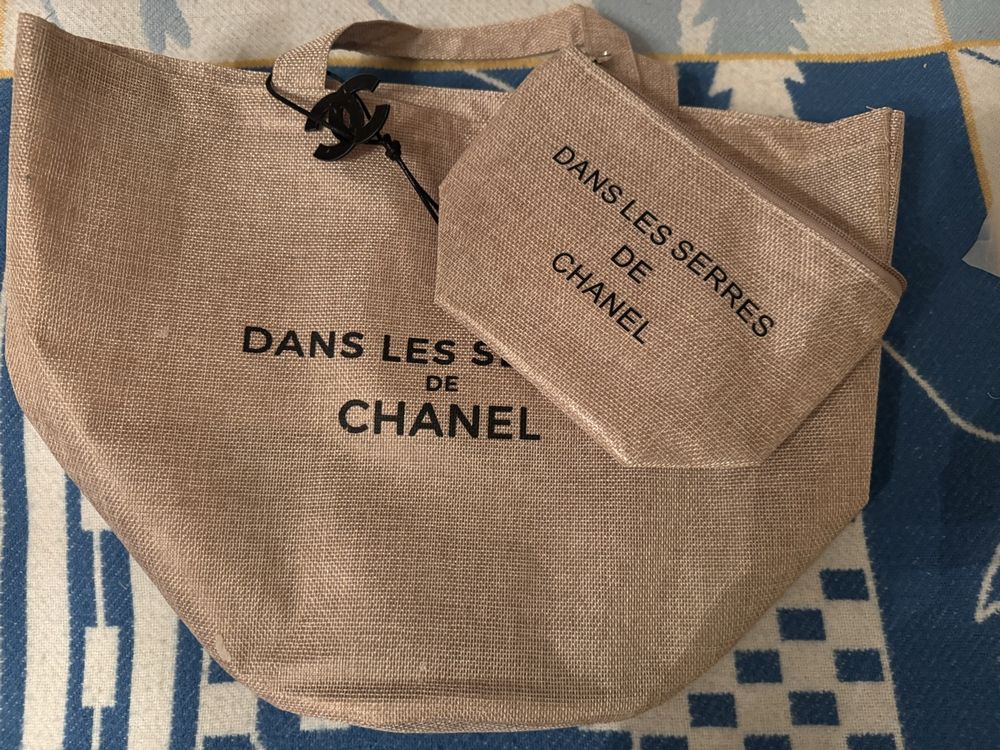 DANS LES
DE
CHANEL
DANS LES SERRES
DE
CHANEL